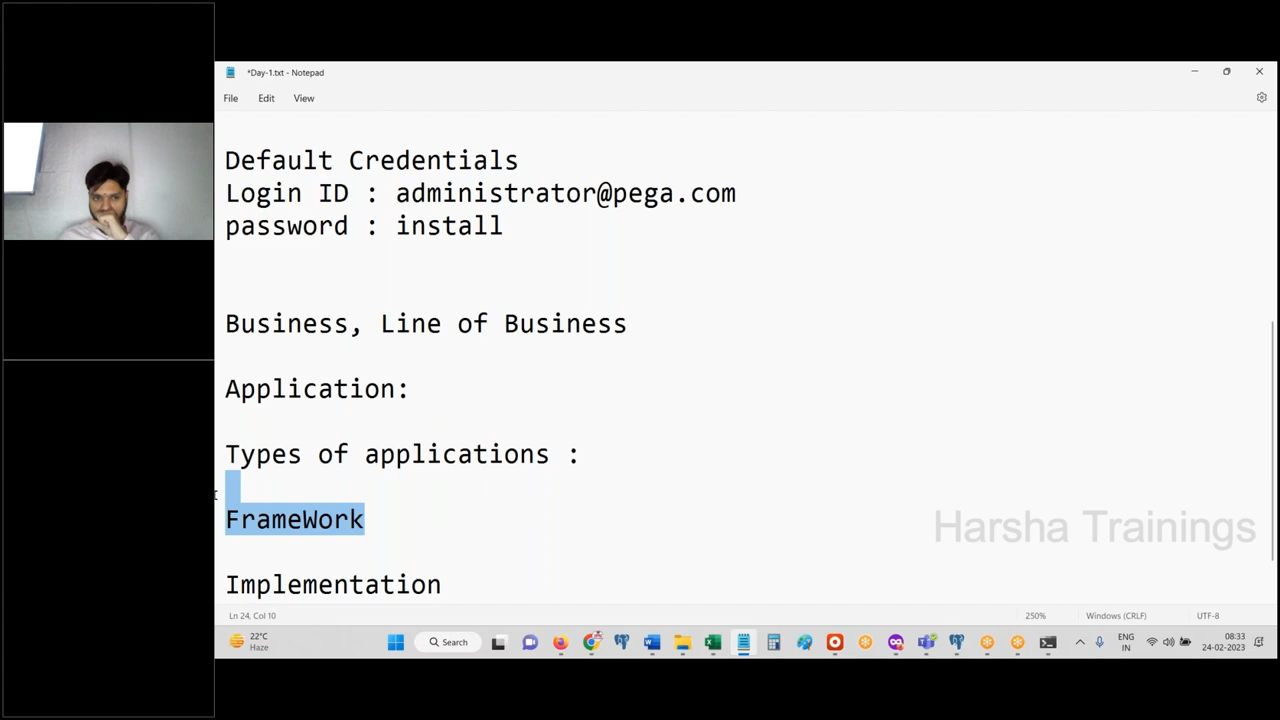 *Day-1.txt - Notepad
File Edit View
Default Credentials
Login ID : administrator@pega.com
password : install
Business, Line of Business
Application:
Types of applications :
FrameWork
Implementation
Harsha Trainings
Ln 24, Col 10 250% Windows (CRLF) UTF-8
22°C
Haze
Search
ENG
IN
08:33
24-02-2023